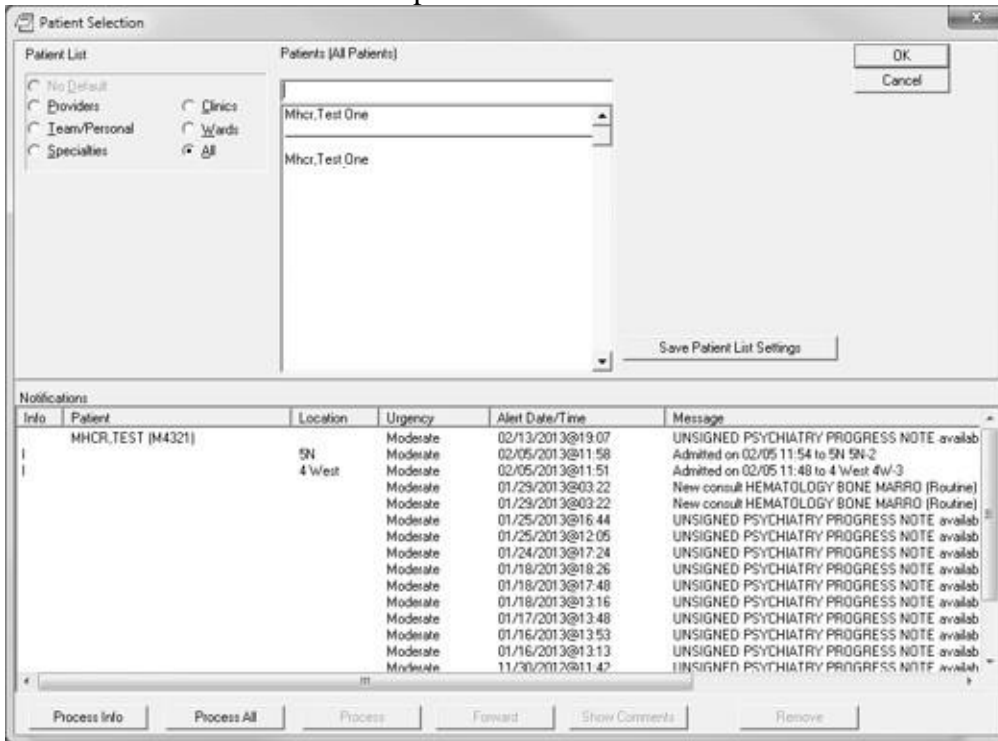 Patient Selection
Patient List
Patients (All Patients)
OK
Cancel
No Default
Providers
Clinics
Team/Personal
Wards
Specialties
All
Mhcr,Test One
Mhcr,Test One
Save Patient List Settings
Notifications
Info Patient Location Urgency Alert Date/Time Message
MHCR,TEST (M4321) Moderate 02/13/2013@19:07 UNSIGNED PSYCHIATRY PROGRESS NOTE availab
I 5N Moderate 02/05/2013@11:58 Admitted on 02/05 11:54 to 5N 5N-2
I 4 West Moderate 02/05/2013@11:51 Admitted on 02/05 11:48 to 4 West 4W-3
Moderate 01/29/2013@03:22 New consult HEMATOLOGY BONE MARRO (Routine)
Moderate 01/29/2013@03:22 New consult HEMATOLOGY BONE MARRO (Routine)
Moderate 01/25/2013@16:44 UNSIGNED PSYCHIATRY PROGRESS NOTE availab
Moderate 01/25/2013@12:05 UNSIGNED PSYCHIATRY PROGRESS NOTE availab
Moderate 01/24/2013@17:24 UNSIGNED PSYCHIATRY PROGRESS NOTE availab
Moderate 01/18/2013@18:26 UNSIGNED PSYCHIATRY PROGRESS NOTE availab
Moderate 01/18/2013@17:48 UNSIGNED PSYCHIATRY PROGRESS NOTE availab
Moderate 01/18/2013@13:16 UNSIGNED PSYCHIATRY PROGRESS NOTE availab
Moderate 01/17/2013@13:48 UNSIGNED PSYCHIATRY PROGRESS NOTE availab
Moderate 01/16/2013@13:53 UNSIGNED PSYCHIATRY PROGRESS NOTE availab
Moderate 01/16/2013@13:13 UNSIGNED PSYCHIATRY PROGRESS NOTE availab
Moderate 11/30/2012@11:42 UNSIGNED PSYCHIATRY PROGRESS NOTE availab
Process Info Process All Process Forward Show Comments Remove